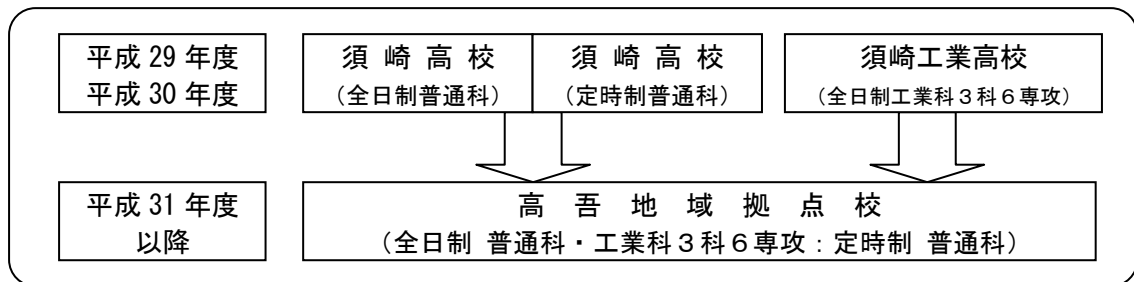 平成 29 年度
平成 30 年度
須 崎 高 校
(全日制普通科)
須 崎 高 校
(定時制普通科)
須崎工業高校
(全日制工業科３科６専攻)
平成 31 年度
以降
高 吾 地 域 拠 点 校
(全日制 普通科・工業科３科６専攻：定時制 普通科)